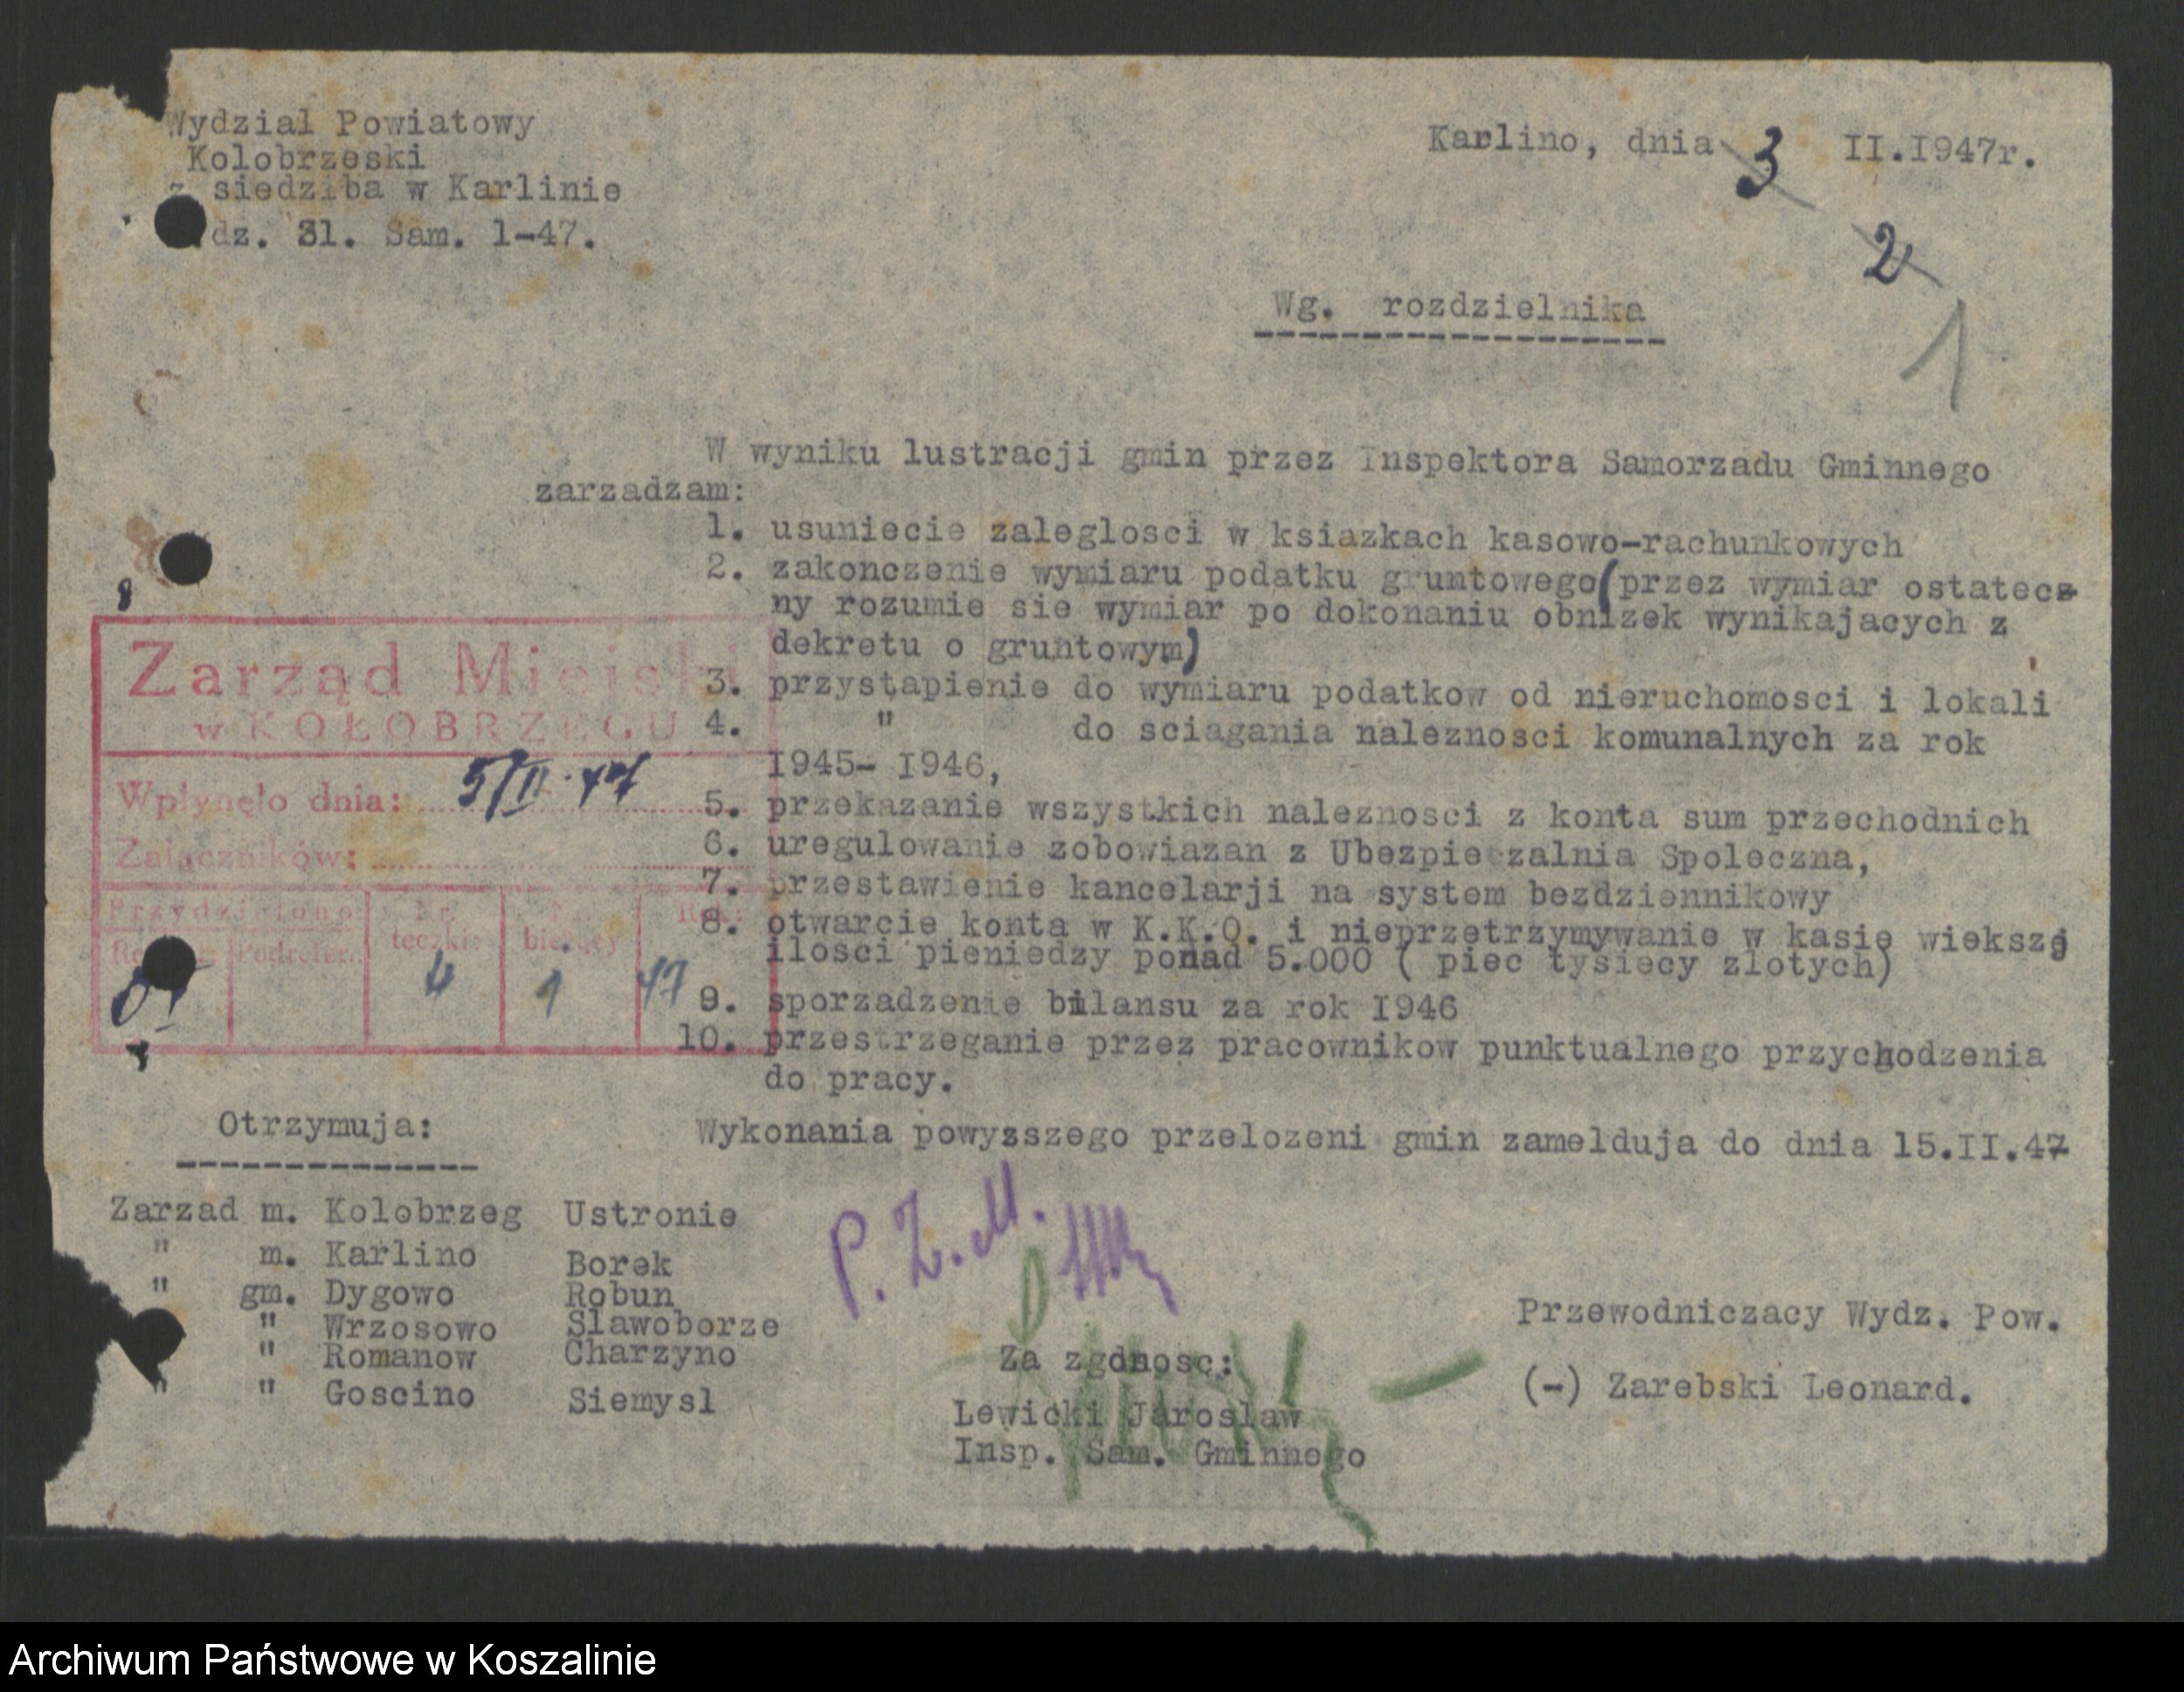 Wydzial Powiatowy
Kolobrzeski
z siedziba w Karlinie
dz. 31. Sam. 1-47.
Karlino, dnia 3 II.1947r.
2
1
Wg. rozdzielnika
W wyniku lustracji gmin przez Inspektora Samorzadu Gminnego
zarzadzam:
1. usuniecie zaleglosci w ksiazkach kasowo-rachunkowych
2. zakonczenie wymiaru podatku gruntowego(przez wymiar ostatecz
ny rozumie sie wymiar po dokonaniu obnizek wynikajacych z
dekretu o gruntowym)
3. przystapienie do wymiaru podatkow od nieruchomosci i lokali
4. " do sciagania naleznosci komunalnych za rok
1945- 1946,
5. przekazanie wszystkich naleznosci z konta sum przechodnich
6. uregulowanie zobowiazan z Ubezpieczalnia Spoleczna,
7. przestawienie kancelarji na system bezdziennikowy
8. otwarcie konta w K.K.O. i nieprzetrzymywanie w kasie wiekszej
ilosci pieniedzy ponad 5.000 ( piec tysiecy zlotych)
9. sporzadzenie bilansu za rok 1946
10. przestrzeganie przez pracownikow punktualnego przychodzenia
do pracy.
Wykonania powyzszego przelozeni gmin zamelduja do dnia 15.II.47
Zarząd Miejski
w KOŁOBRZEGU
Wpłynęło dnia: 5/II.47
Załączników:
Przydzielono
Nr. teczki:
bieżący
Rok:
Podrefer.
4 1 47
Otrzymuja:
Zarzad m. Kolobrzeg Ustronie
" m. Karlino Borek
" gm. Dygowo Robun
" Wrzosowo Slawoborze
" Romanow Charzyno
" " Goscino Siemysl
P.Z.M.
Za zgdnosc:
Lewicki Jaroslaw
Insp. Sam. Gminnego
Przewodniczacy Wydz. Pow.
(-) Zarebski Leonard.
Archiwum Państwowe w Koszalinie